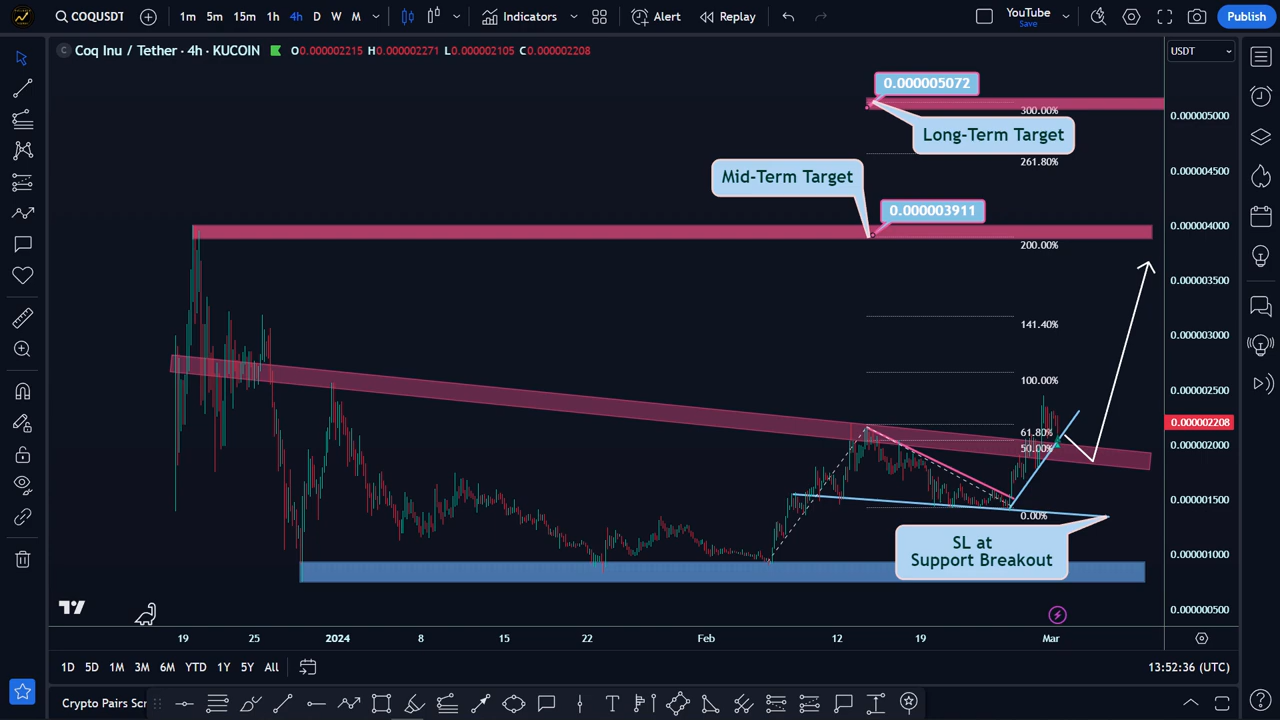 COQUSDT
1m 5m 15m 1h 4h D W M
Indicators
Alert
Replay
YouTube
Save
Publish
C Coq Inu / Tether · 4h · KUCOIN O0.000002215 H0.000002271 L0.000002105 C0.000002208
USDT
0.000005072
300.00%
0.000005000
Long-Term Target
261.80%
Mid-Term Target
0.000004500
0.000003911
0.000004000
200.00%
0.000003500
141.40%
0.000003000
100.00%
0.000002500
0.000002208
61.80%
0.000002000
50.00%
0.000001500
0.00%
SL at
Support Breakout
0.000001000
0.000000500
19 25 2024 8 15 22 Feb 12 19 Mar
1D 5D 1M 3M 6M YTD 1Y 5Y All
13:52:36 (UTC)
Crypto Pairs Scr